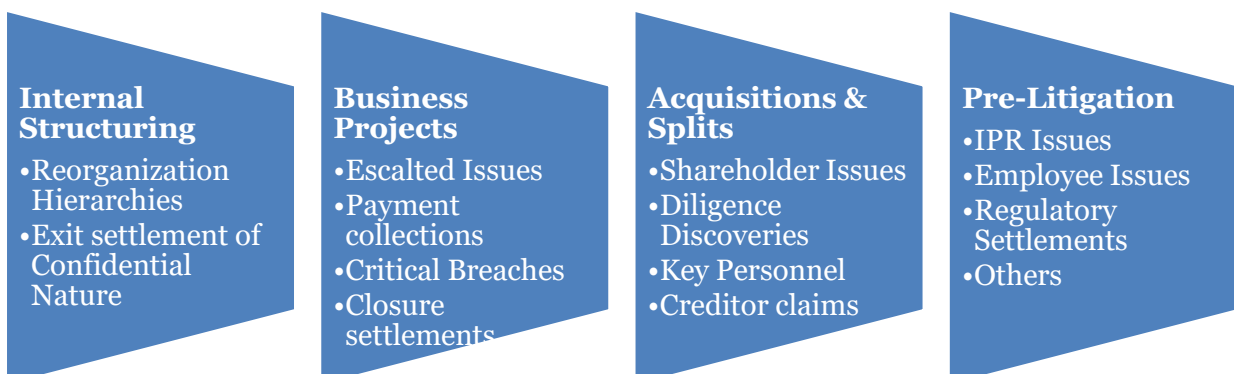 Internal
Structuring
•Reorganization
Hierarchies
•Exit settlement of
Confidential
Nature
Business
Projects
•Escalted Issues
•Payment
collections
•Critical Breaches
•Closure
settlements
Acquisitions &
Splits
•Shareholder Issues
•Diligence
Discoveries
•Key Personnel
•Creditor claims
Pre-Litigation
•IPR Issues
•Employee Issues
•Regulatory
Settlements
•Others